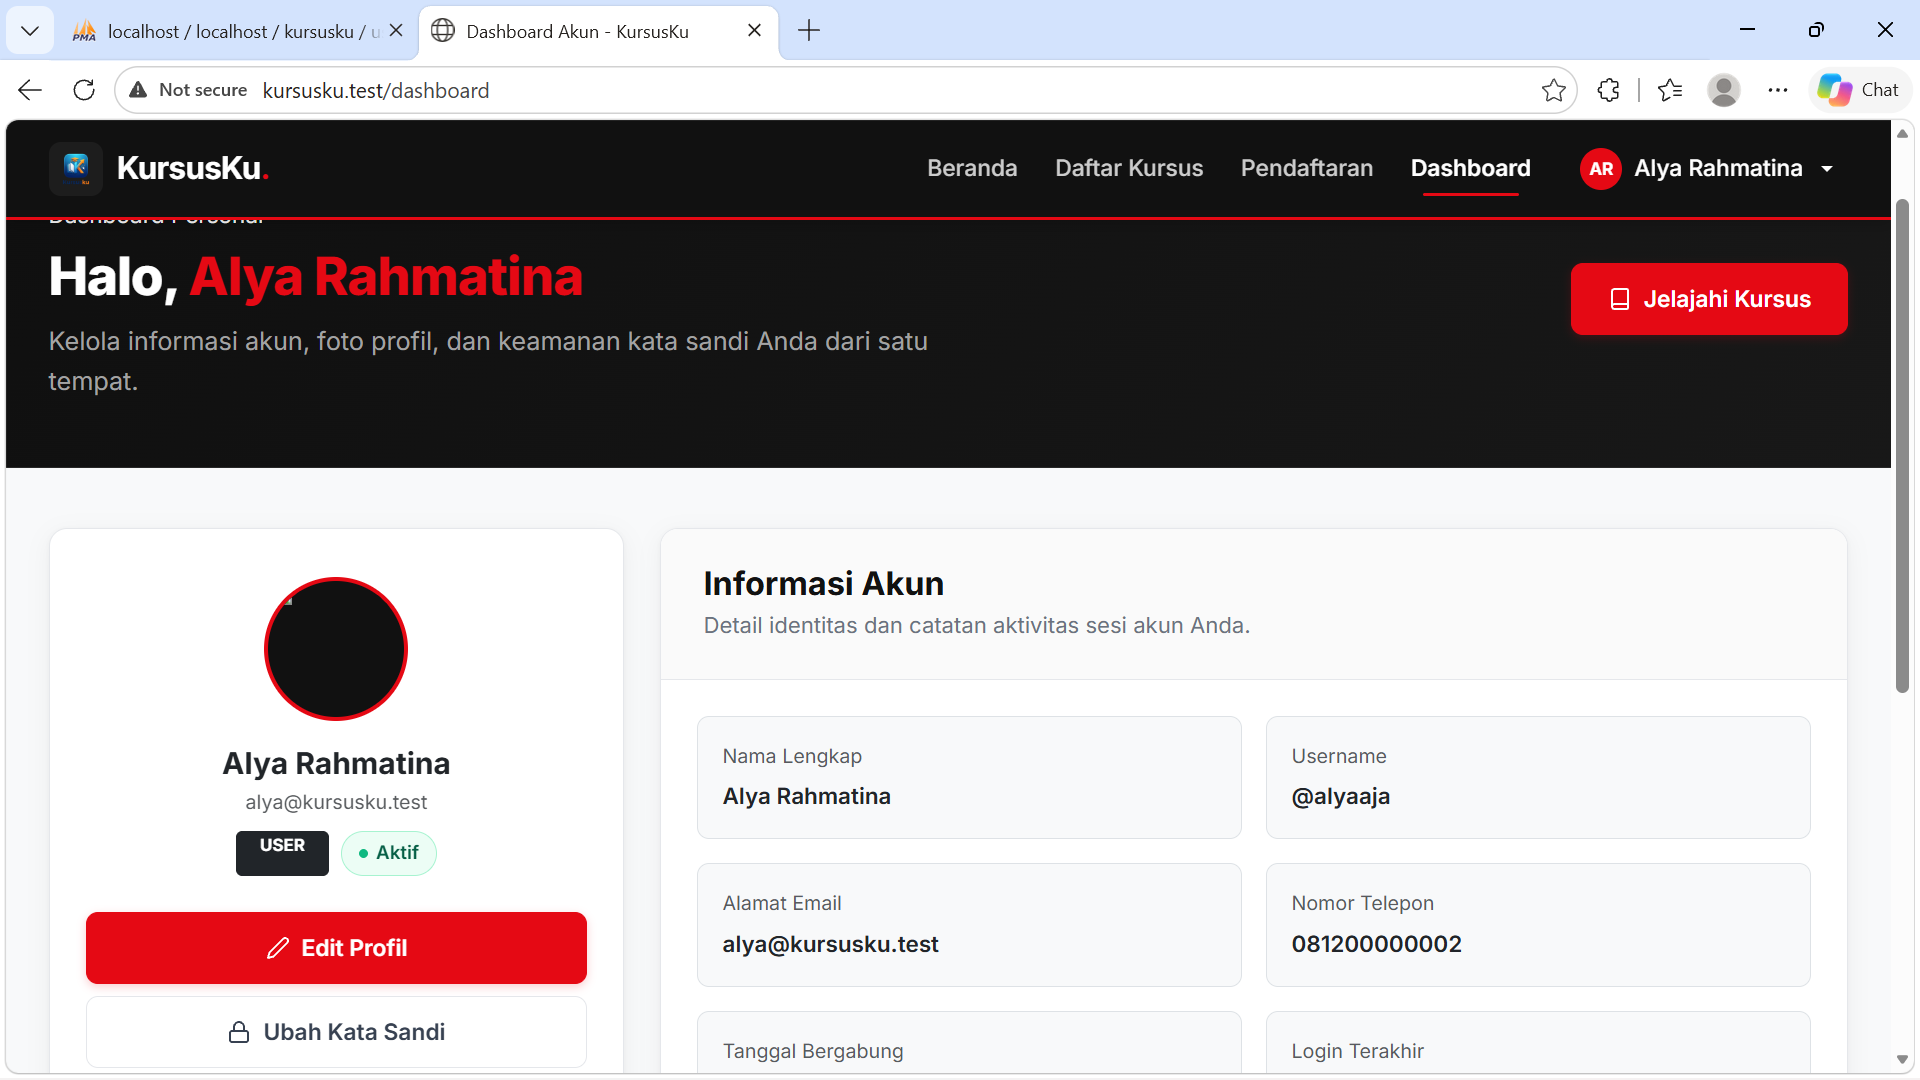 localhost / localhost / kursusku / u
Dashboard Akun - KursusKu
Not secure
kursusku.test/dashboard
Chat
KursusKu.
Beranda
Daftar Kursus
Pendaftaran
Dashboard
AR
Alya Rahmatina
Dashboard Personal
Halo, Alya Rahmatina
Kelola informasi akun, foto profil, dan keamanan kata sandi Anda dari satu
tempat.
Jelajahi Kursus
Alya Rahmatina
alya@kursusku.test
USER
Aktif
Edit Profil
Ubah Kata Sandi
Informasi Akun
Detail identitas dan catatan aktivitas sesi akun Anda.
Nama Lengkap
Alya Rahmatina
Username
@alyaaja
Alamat Email
alya@kursusku.test
Nomor Telepon
081200000002
Tanggal Bergabung
Login Terakhir